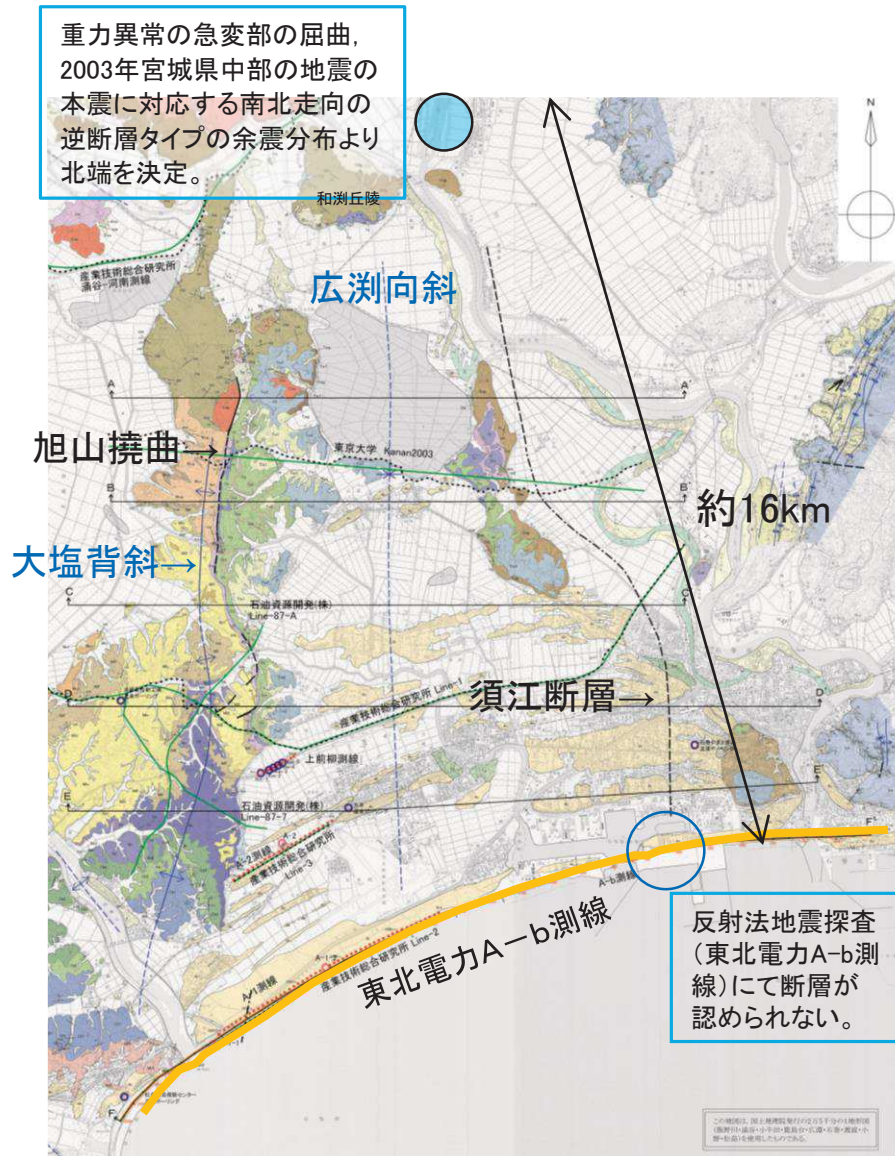 重力異常の急変部の屈曲,
2003年宮城県中部の地震の
本震に対応する南北走向の
逆断層タイプの余震分布より
北端を決定。
N
和渕丘陵
産業技術総合研究所
涌谷-河南測線
広渕向斜
A
A'
旭山撓曲→
東京大学 Kanan2003
B
B'
約16km
大塩背斜→
C
C'
石油資源開発(株)
Line-87-A
D
D'
産業技術総合研究所 Line-1
須江断層→
上前柳測線
E
E'
石油資源開発(株)
Line-87-7
A-2
A-2測線
産業技術総合研究所
Line-3
F'
A-b測線
東北電力A-b測線
A-1
A-1測線
産業技術総合研究所 Line-2
反射法地震探査
(東北電力A-b測
線)にて断層が
認められない。
F